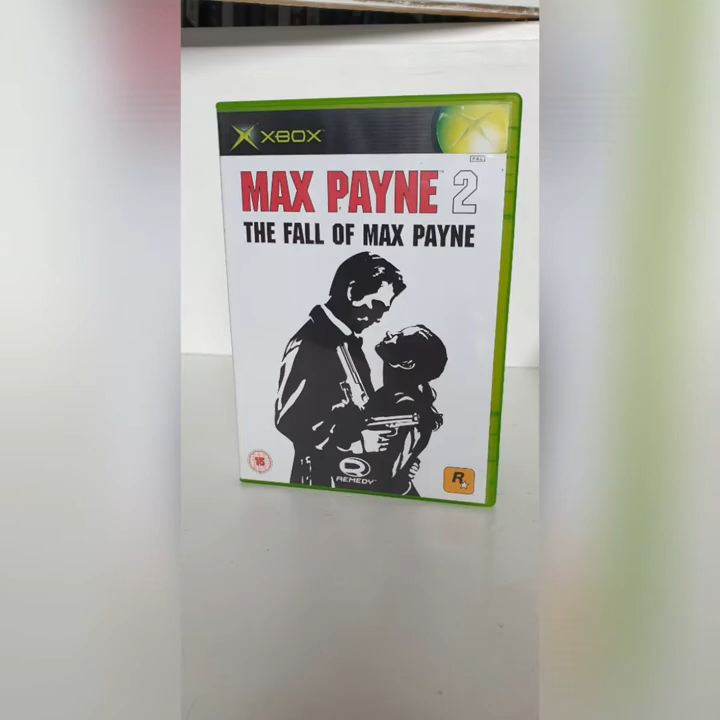 XBOX
PAL
MAX PAYNE 2
THE FALL OF MAX PAYNE
15
REMEDY
R